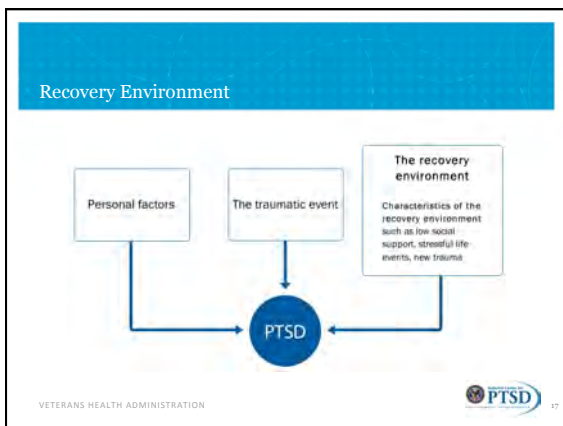 Recovery Environment
Personal factors
The traumatic event
The recovery
environment
Characteristics of the
recovery environment
such as low social
support, stressful life
events, new trauma
PTSD
VETERANS HEALTH ADMINISTRATION
PTSD
17